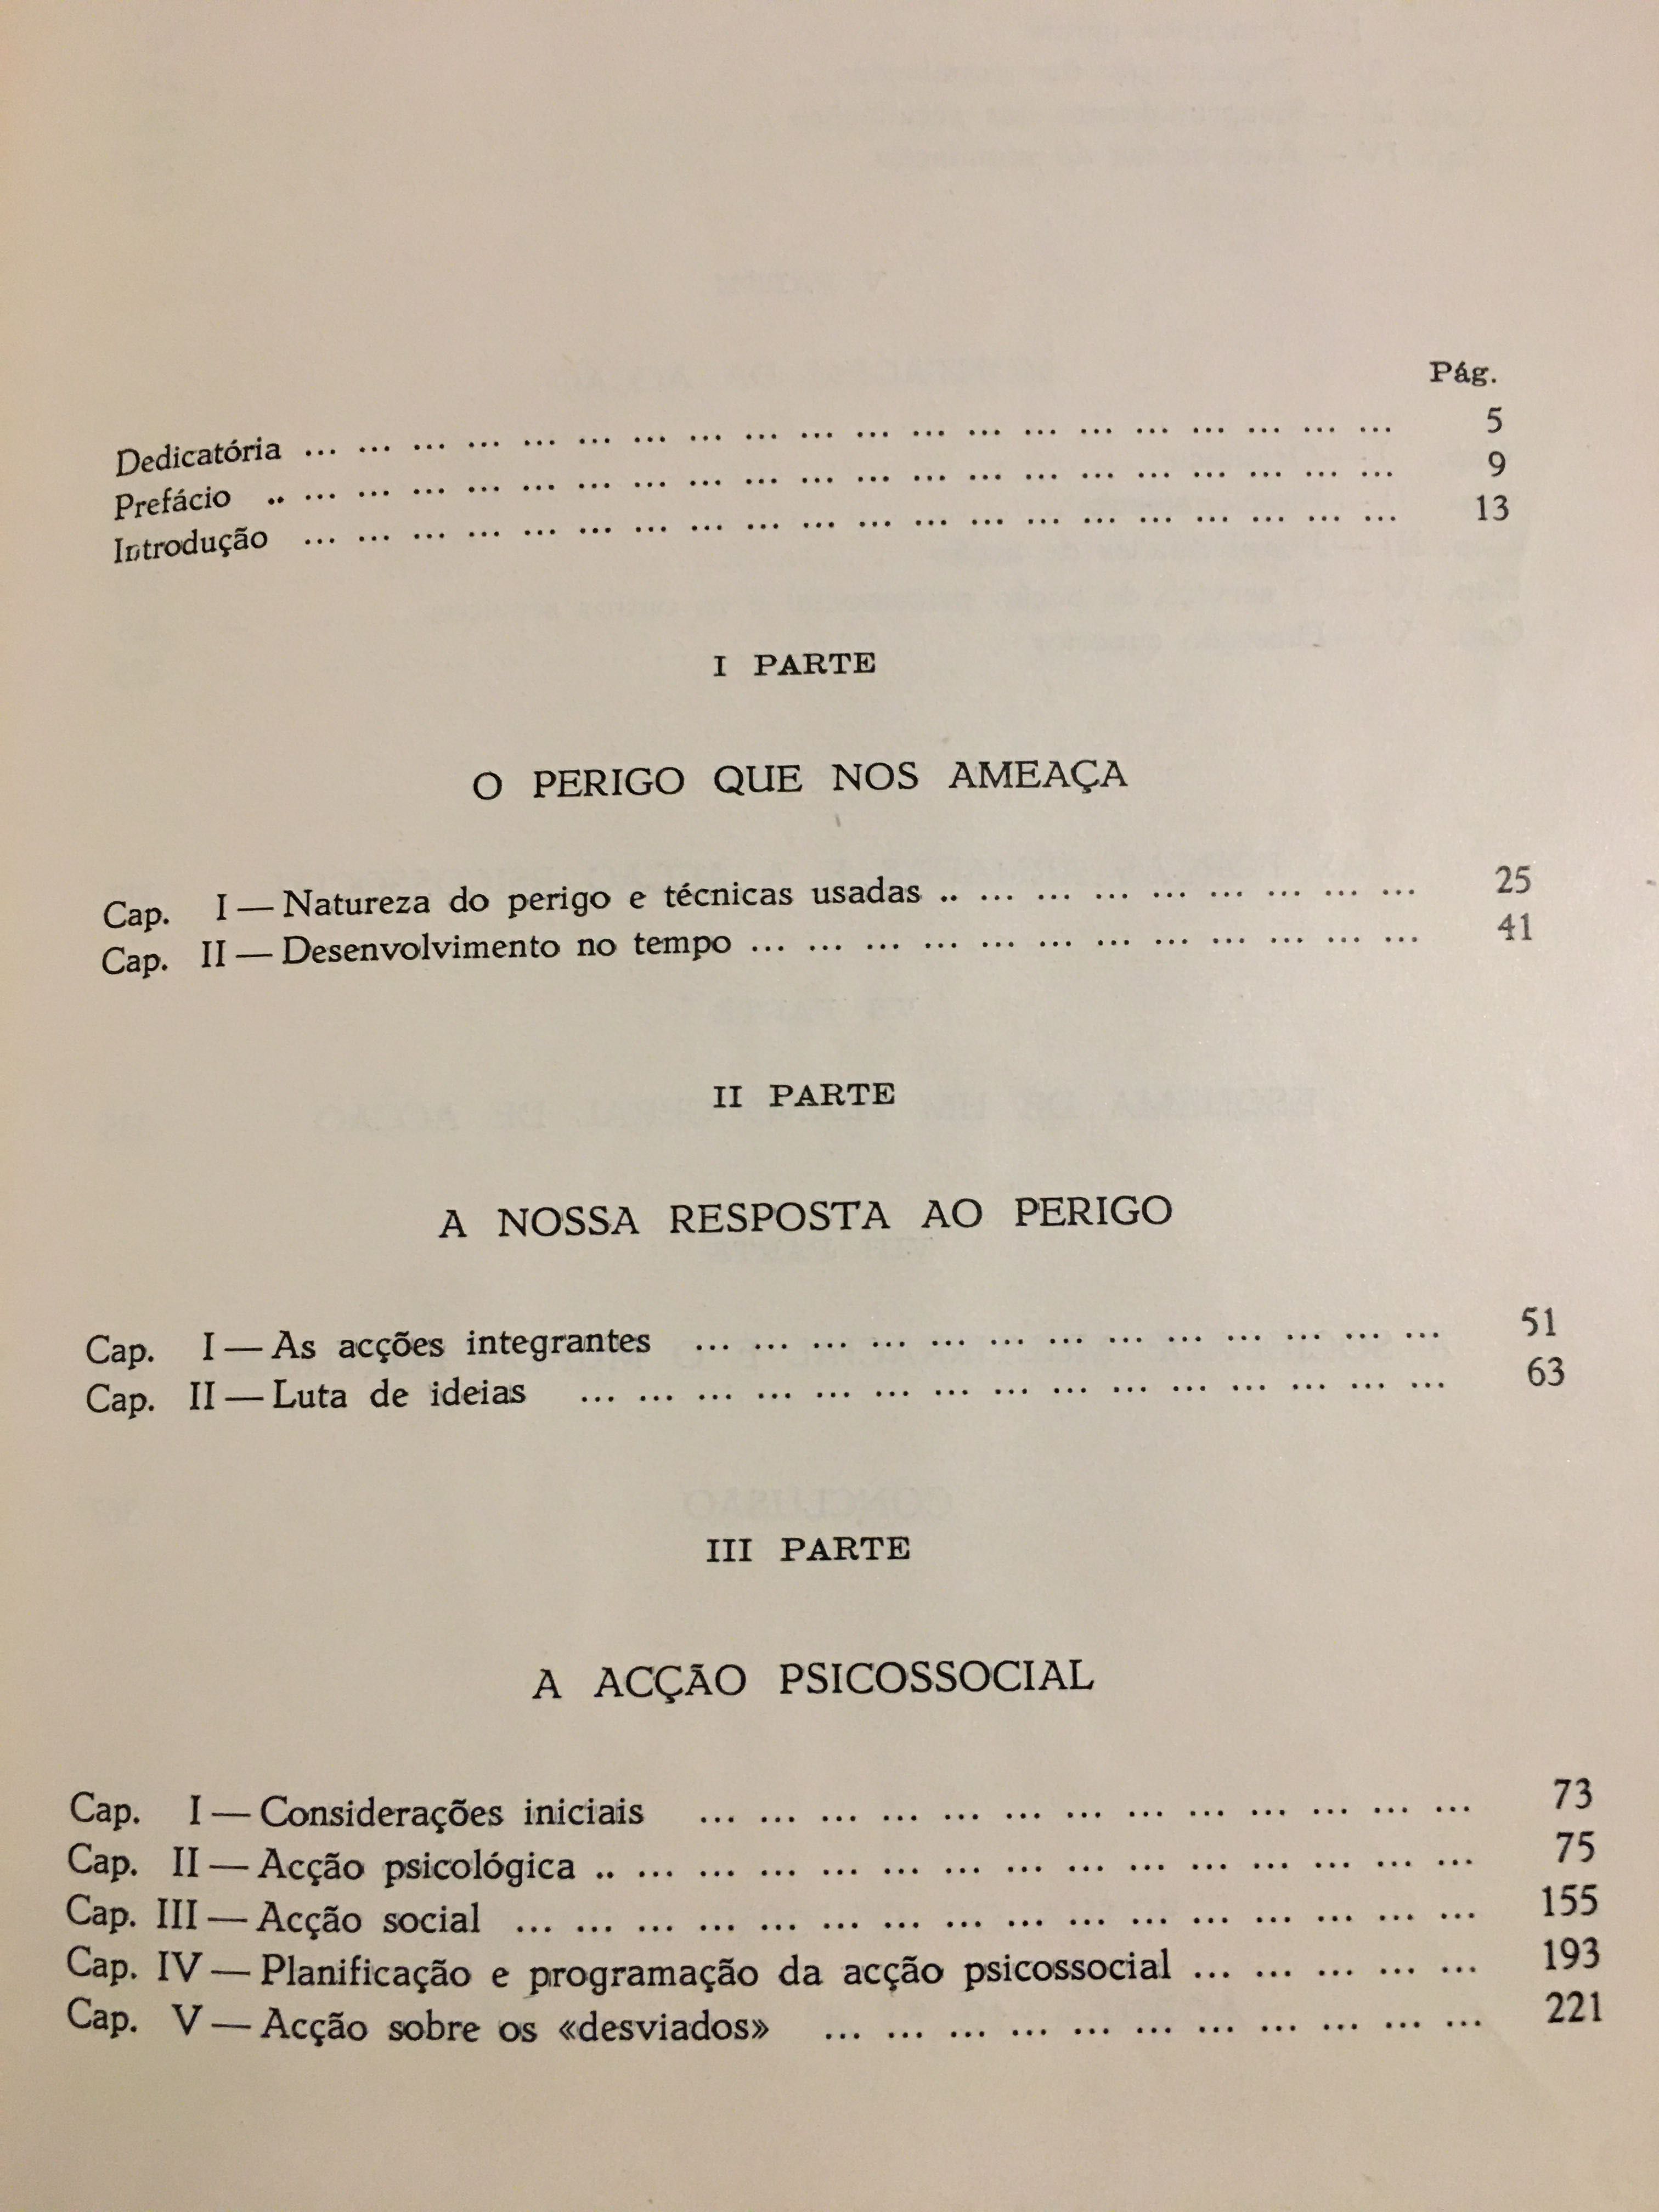 Pág.
Dedicatória ... ... ... ... ... ... ... ... ... ... ... ... ... ... ... ... ... ... ... ... 5
Prefácio .. ... ... ... ... ... ... ... ... ... ... ... ... ... ... ... ... ... ... ... ... 9
Introdução ... ... ... ... ... ... ... ... ... ... ... ... ... ... ... ... ... ... ... ... 13
I PARTE
O PERIGO QUE NOS AMEAÇA
Cap. I — Natureza do perigo e técnicas usadas .. ... ... ... ... ... ... ... ... 25
Cap. II — Desenvolvimento no tempo ... ... ... ... ... ... ... ... ... ... ... ... 41
II PARTE
A NOSSA RESPOSTA AO PERIGO
Cap. I — As acções integrantes ... ... ... ... ... ... ... ... ... ... ... ... ... 51
Cap. II — Luta de ideias ... ... ... ... ... ... ... ... ... ... ... ... ... ... ... 63
III PARTE
A ACÇÃO PSICOSSOCIAL
Cap. I — Considerações iniciais ... ... ... ... ... ... ... ... ... ... ... ... ... 73
Cap. II — Acção psicológica .. ... ... ... ... ... ... ... ... ... ... ... ... ... ... 75
Cap. III — Acção social ... ... ... ... ... ... ... ... ... ... ... ... ... ... ... ... 155
Cap. IV — Planificação e programação da acção psicossocial ... ... ... ... ... 193
Cap. V — Acção sobre os «desviados» ... ... ... ... ... ... ... ... ... ... ... 221